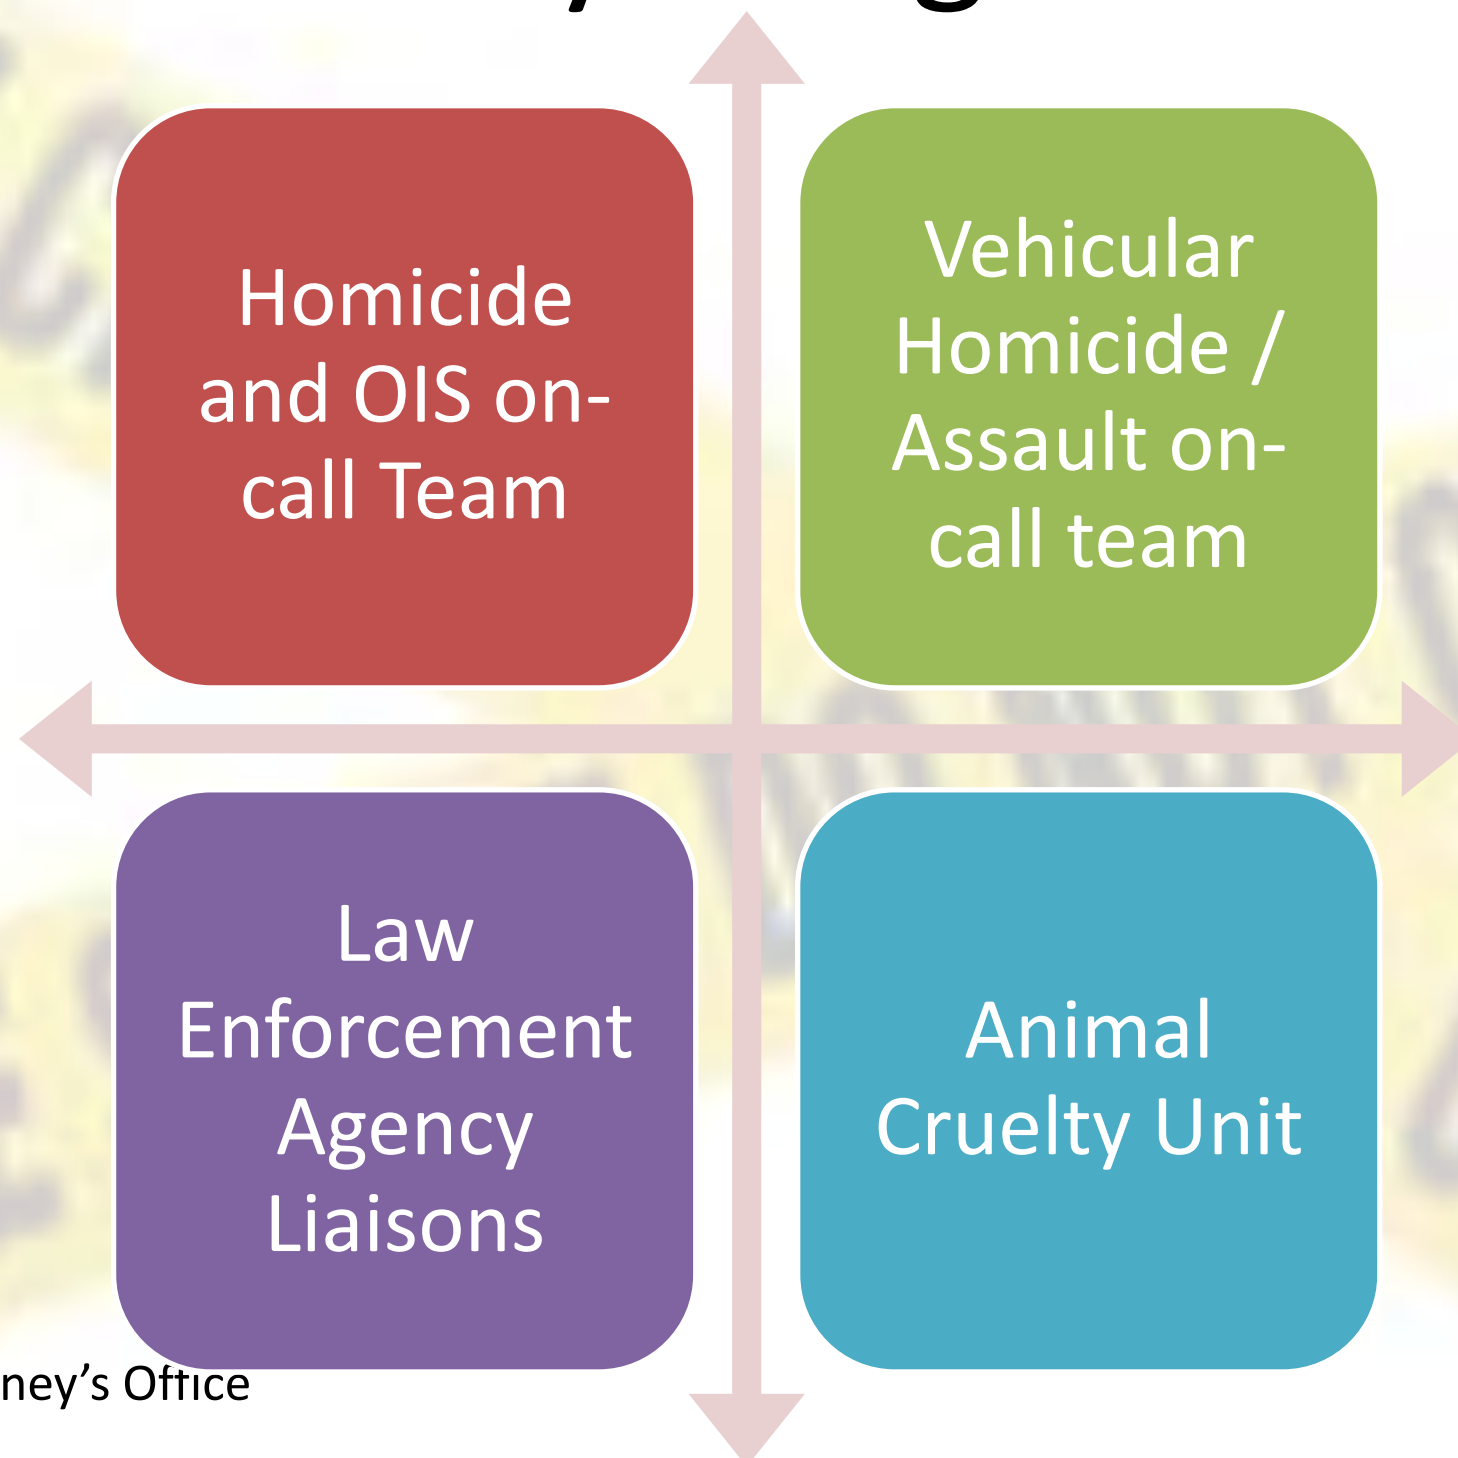 Homicide
and OIS on-
call Team
Vehicular
Homicide /
Assault on-
call team
Law
Enforcement
Agency
Liaisons
Animal
Cruelty Unit
ney's Office